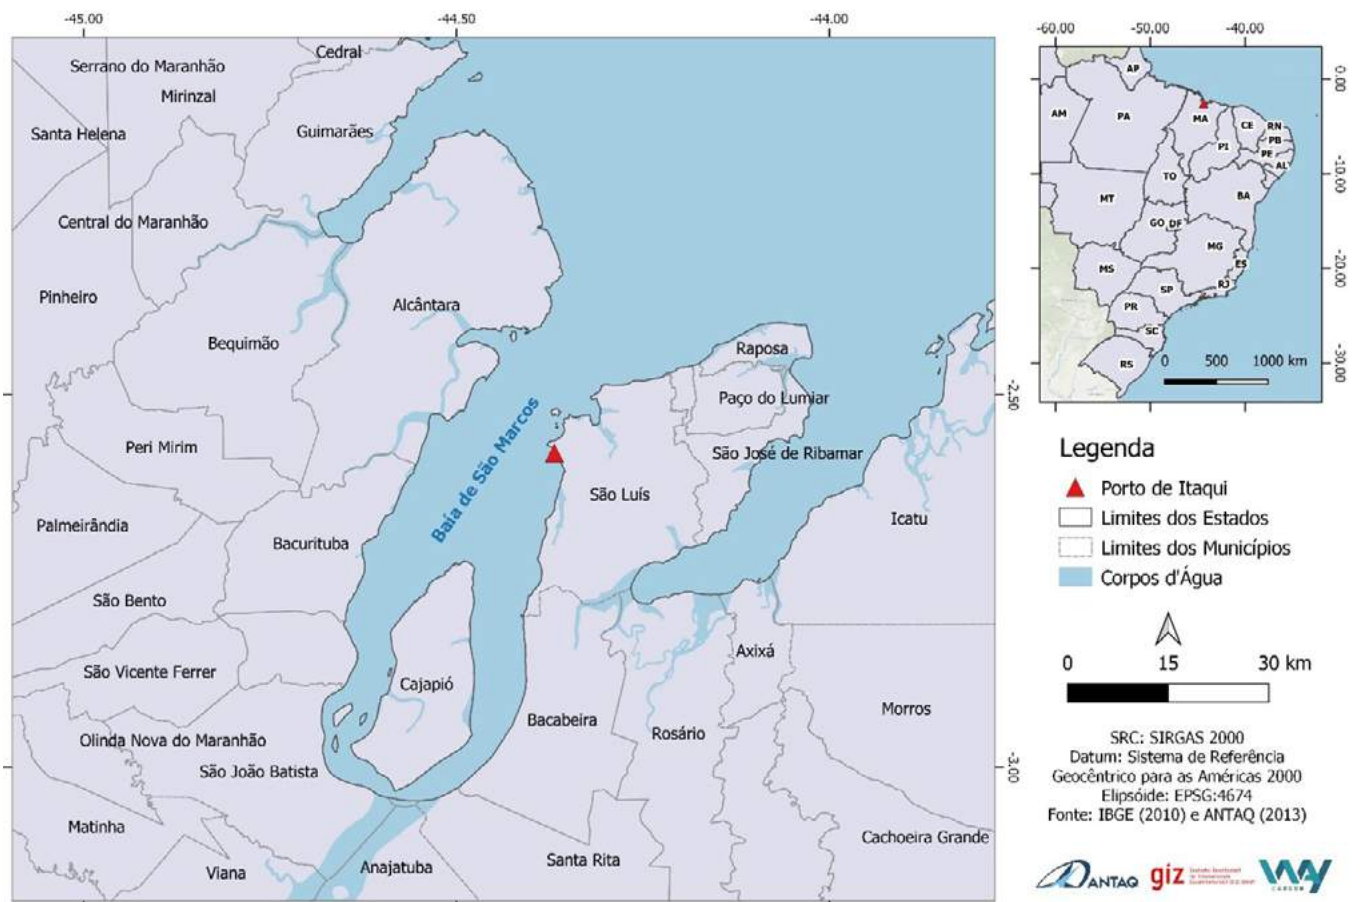 -45.00
-44.50
-44.00
Cedral
Serrano do Maranhão
Mirinzal
Guimarães
Santa Helena
Central do Maranhão
Pinheiro
Alcântara
Bequimão
Raposa
Paço do Lumiar
Baía de São Marcos
Peri Mirim
São José de Ribamar
São Luís
Icatu
Palmeirândia
Bacurituba
São Bento
Axixá
São Vicente Ferrer
Cajapió
Morros
Bacabeira
Rosário
Olinda Nova do Maranhão
São João Batista
Matinha
Cachoeira Grande
Viana
Anajatuba
Santa Rita
-2.50
-3.00
-60.00
-50.00
-40.00
0.00
-10.00
-20.00
-30.00
AP
AM
PA
MA
CE
RN
PB
PI
PE
AL
TO
MT
BA
GO
DF
MG
MS
ES
SP
RJ
PR
SC
RS
0 500 1000 km
Legenda
Porto de Itaqui
Limites dos Estados
Limites dos Municípios
Corpos d'Água
0 15 30 km
SRC: SIRGAS 2000
Datum: Sistema de Referência
Geocêntrico para as Américas 2000
Elipsóide: EPSG:4674
Fonte: IBGE (2010) e ANTAQ (2013)
ANTAQ
giz
WAY
CARBON